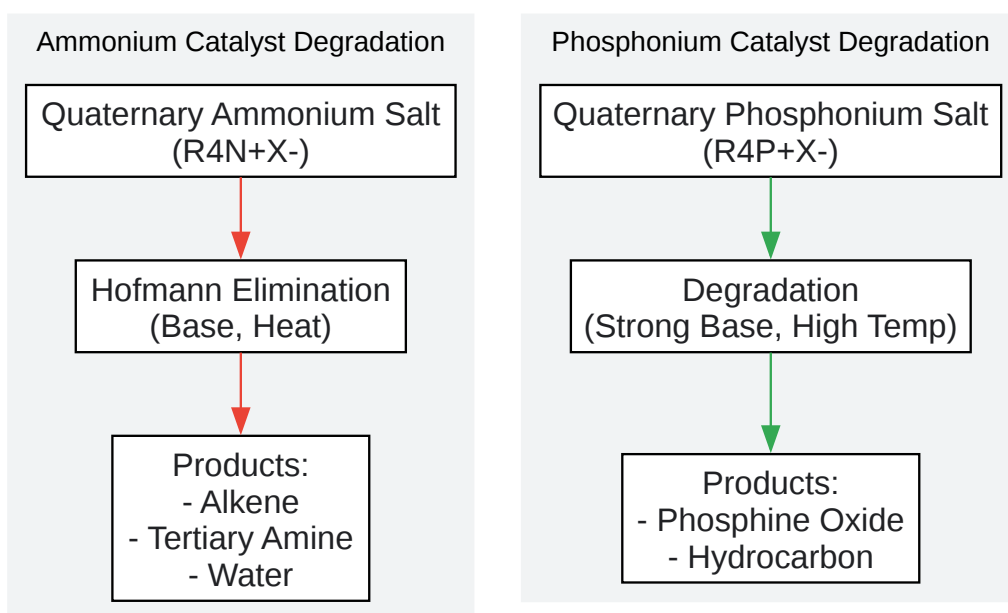 Ammonium Catalyst Degradation
Quaternary Ammonium Salt
(R4N+X-)
Hofmann Elimination
(Base, Heat)
Products:
- Alkene
- Tertiary Amine
- Water
Phosphonium Catalyst Degradation
Quaternary Phosphonium Salt
(R4P+X-)
Degradation
(Strong Base, High Temp)
Products:
- Phosphine Oxide
- Hydrocarbon